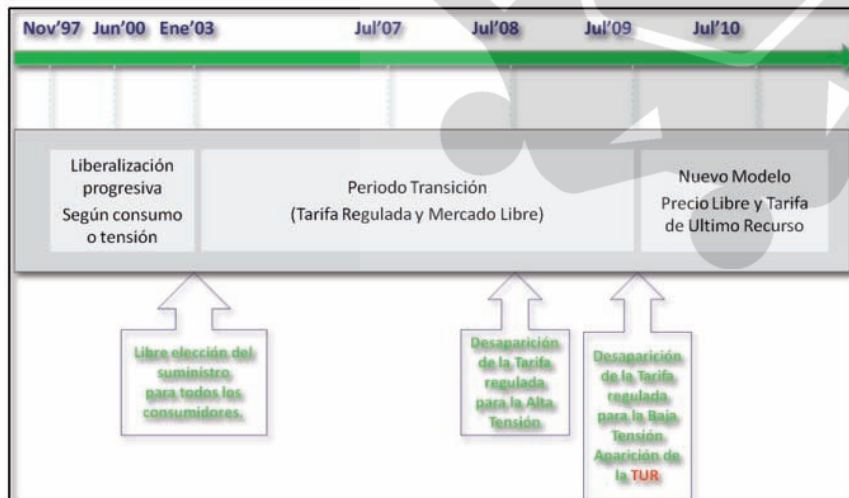 Nov'97 Jun'00 Ene'03 Jul'07 Jul'08 Jul'09 Jul'10
Liberalización
progresiva
Según consumo
o tensión
Periodo Transición
(Tarifa Regulada y Mercado Libre)
Nuevo Modelo
Precio Libre y Tarifa
de Ultimo Recurso
Libre elección del
suministro
para todos los
consumidores.
Desaparición
de la Tarifa
regulada
para la Alta
Tensión
Desaparición
de la Tarifa
regulada
para la Baja
Tensión
Aparición de
la TUR